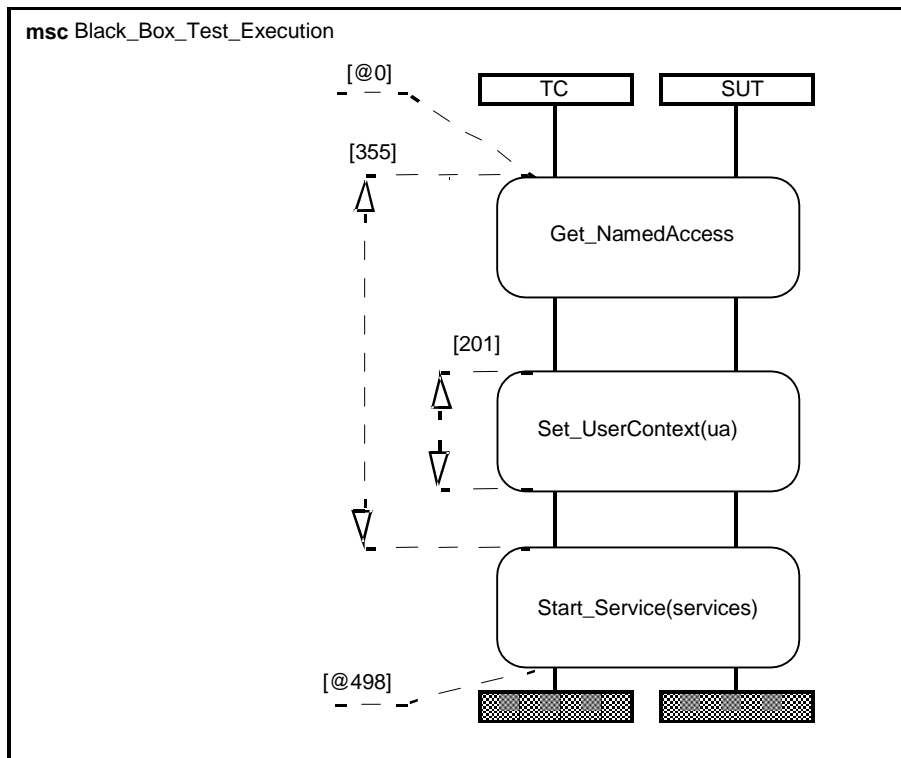 msc Black_Box_Test_Execution
[@0]
TC
SUT
[355]
Get_NamedAccess
[201]
Set_UserContext(ua)
Start_Service(services)
[@498]